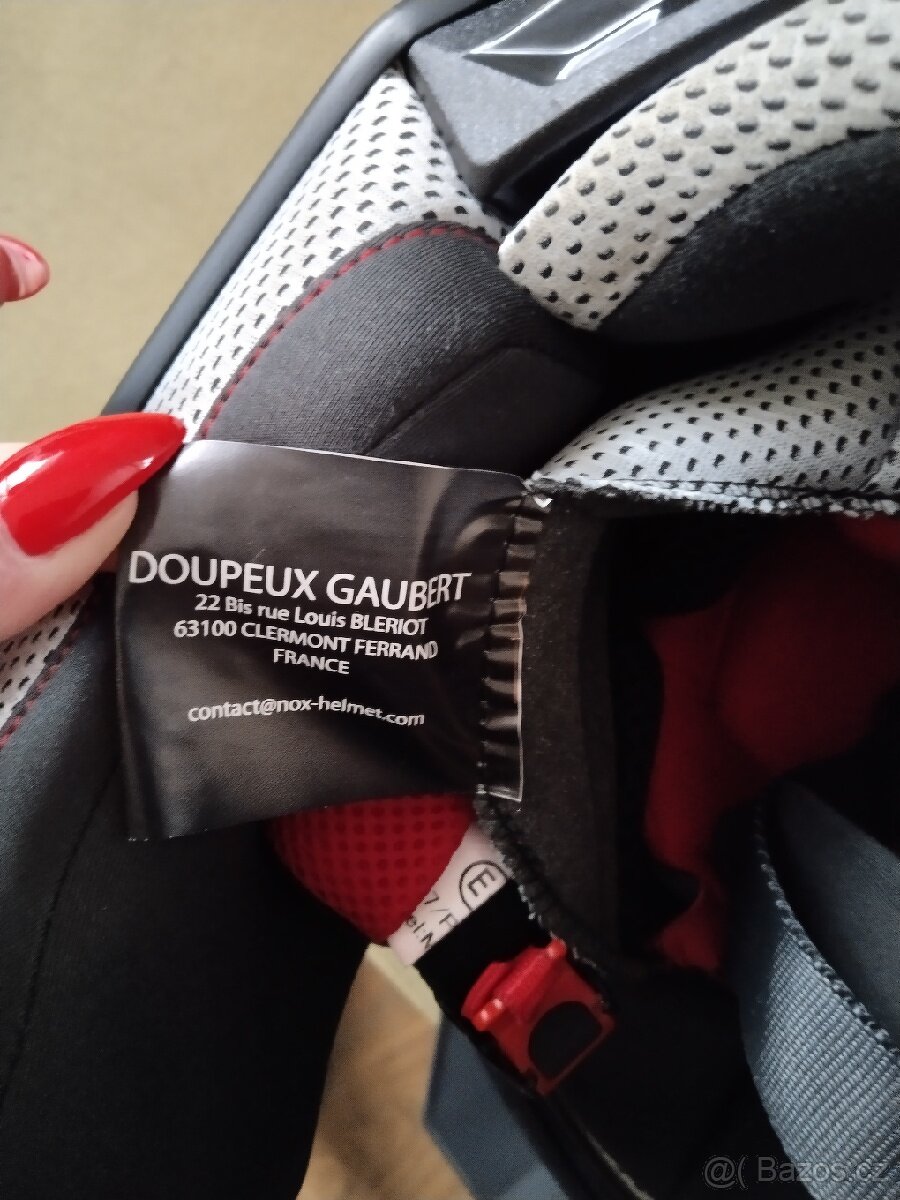 DOUPEUX GAUBERT
22 Bis rue Louis BLERIOT
63100 CLERMONT FERRAND
FRANCE
contact@nox-helmet.com
E
@( Bazos.cz